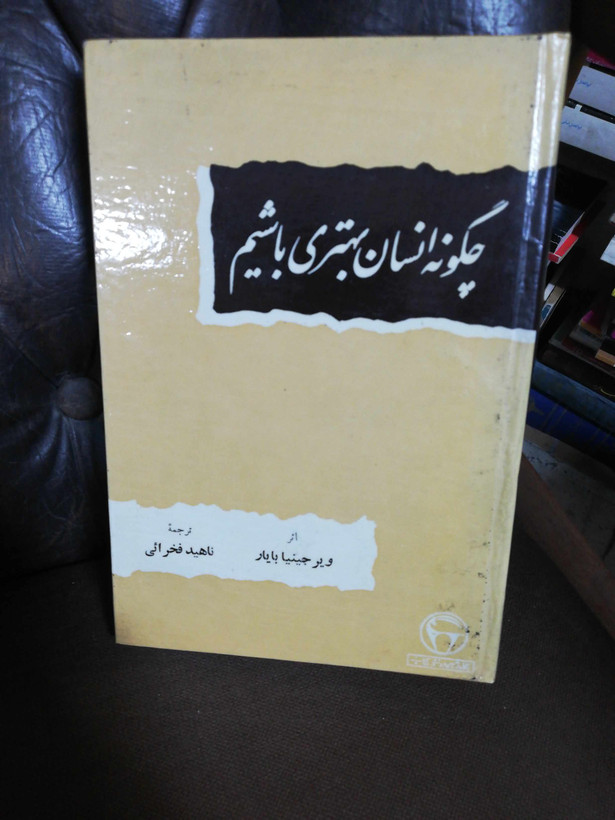 چگونه انسان بهتری باشیم
اثر
ویرجینیا بایار
ترجمهٔ
ناهید فخرائی